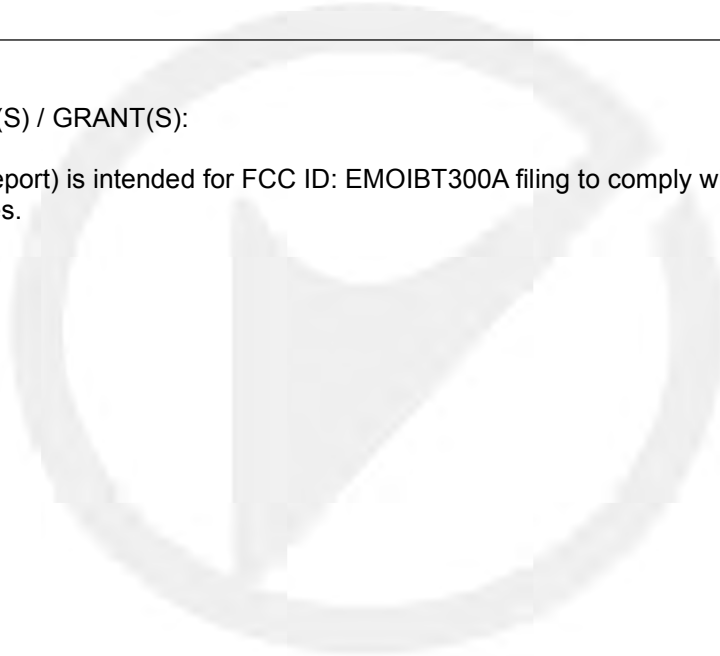 (S) / GRANT(S):
eport) is intended for FCC ID: EMOIBT300A filing to comply w
s.